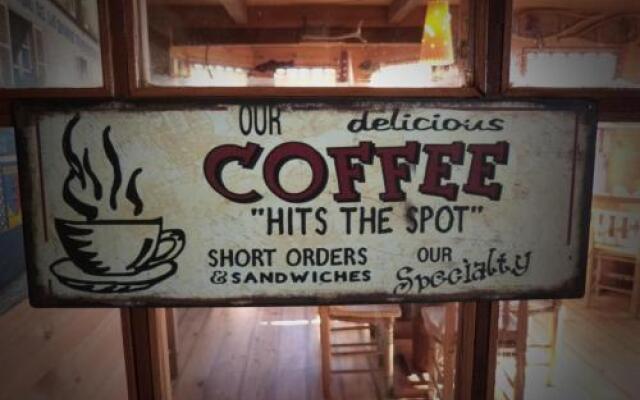 OUR delicious
COFFEE
"HITS THE SPOT"
SHORT ORDERS
& SANDWICHES
OUR
Specialty